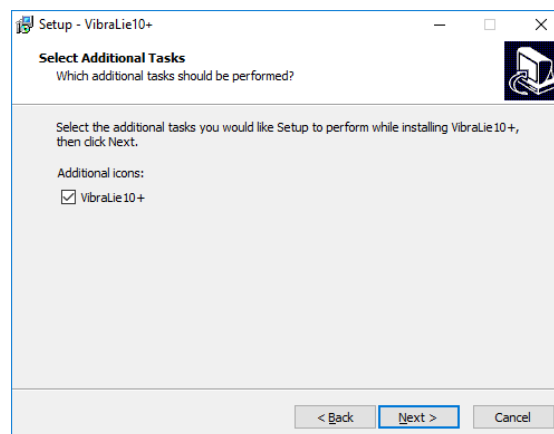 Setup - VibraLie10+
Select Additional Tasks
Which additional tasks should be performed?
Select the additional tasks you would like Setup to perform while installing VibraLie10+,
then click Next.
Additional icons:
VibraLie10+
< Back
Next >
Cancel